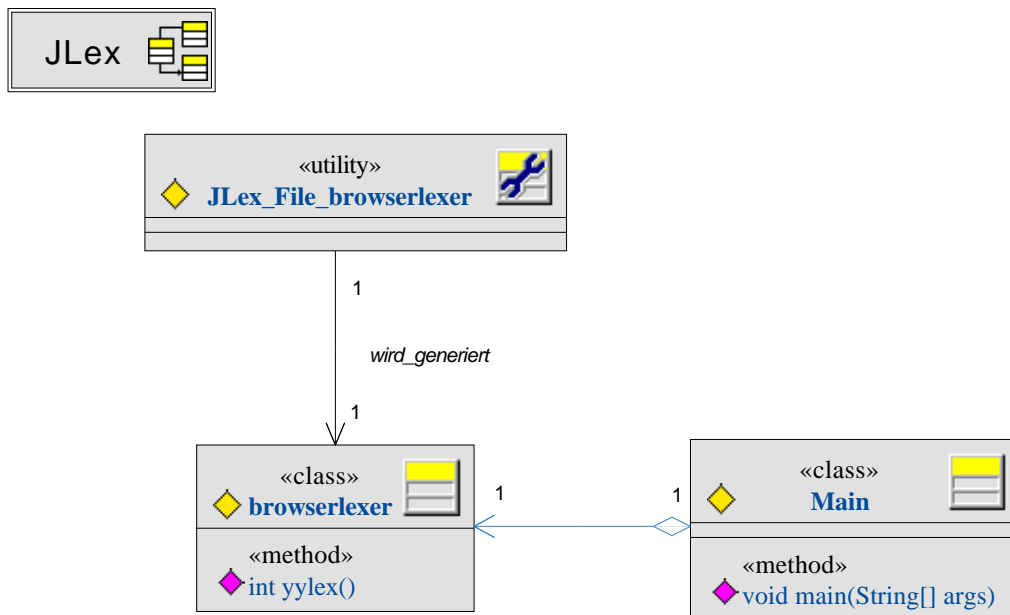 JLex
«utility»
JLex_File_browserlexer
1
wird_generiert
1
«class»
browserlexer
«method»
int yylex()
1
1
«class»
Main
«method»
void main(String[] args)